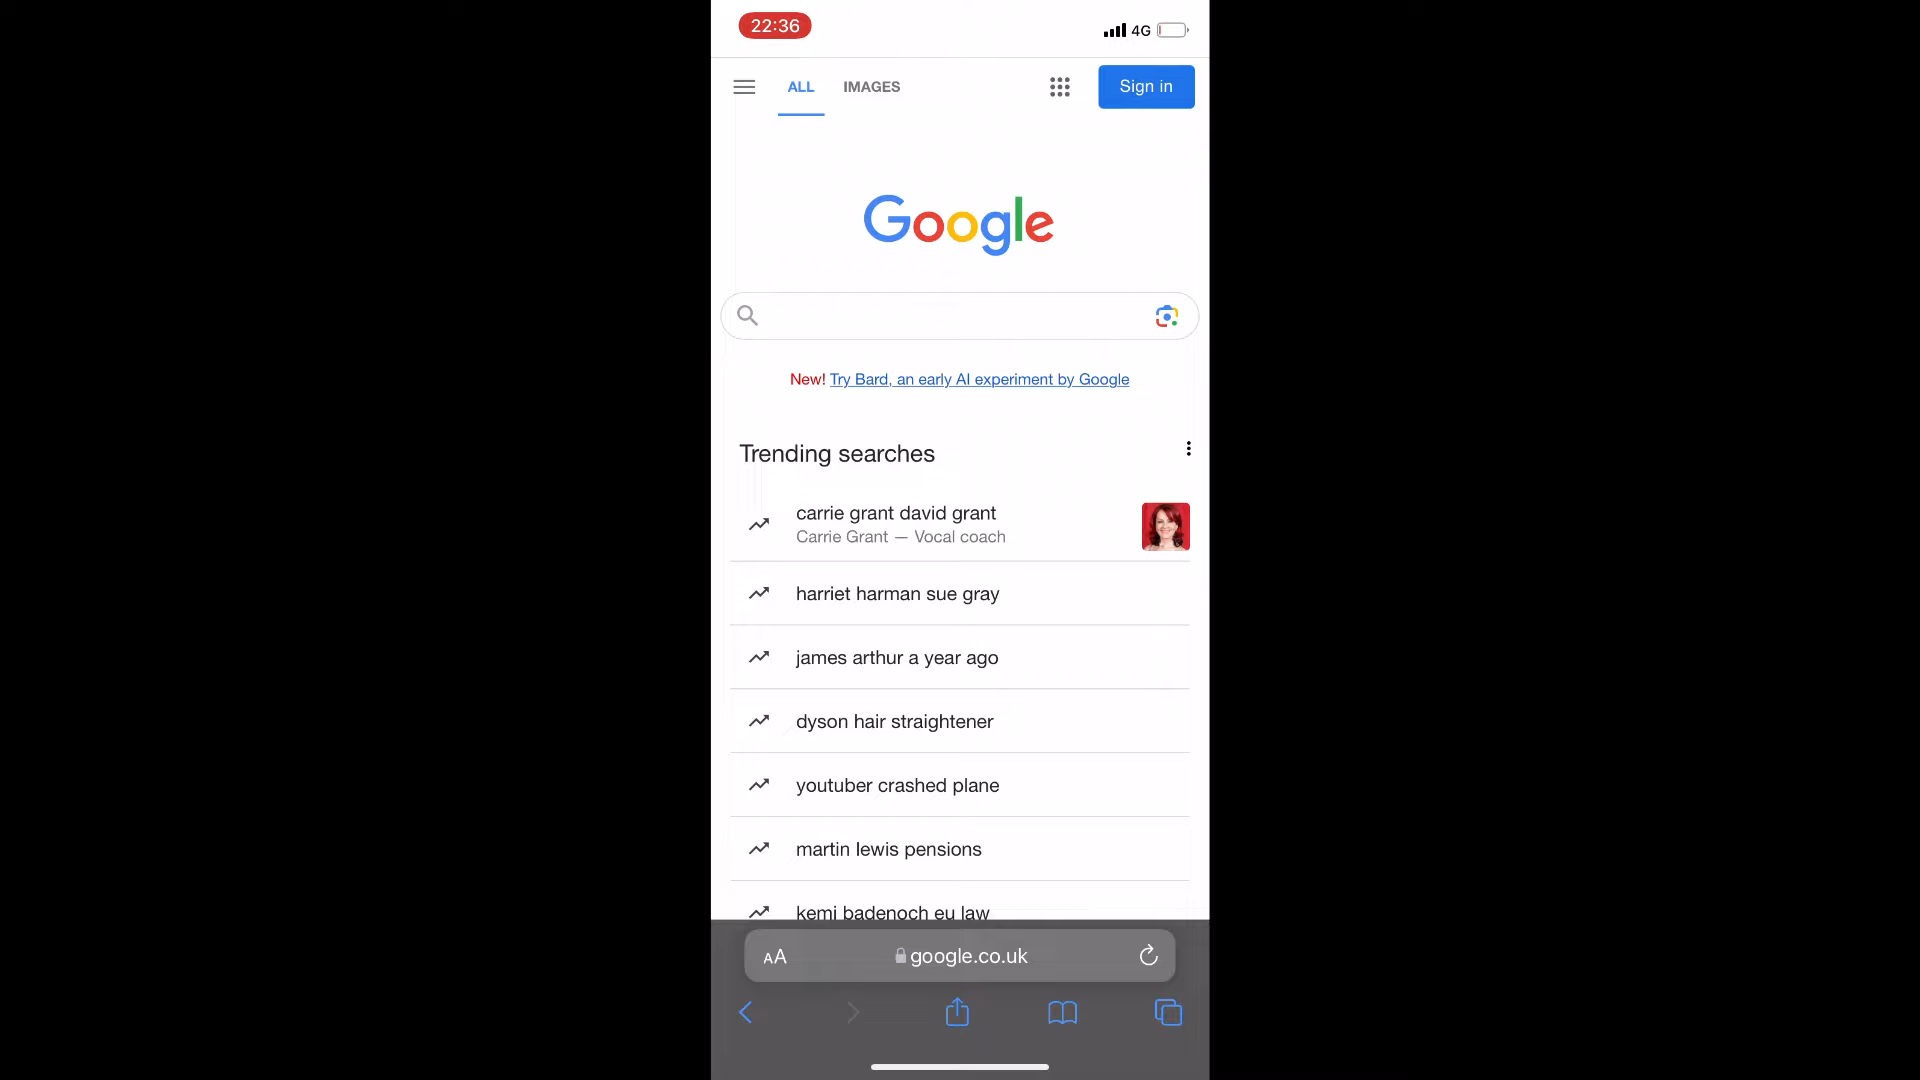 22:36
4G
ALL IMAGES Sign in
Google
New! Try Bard, an early AI experiment by Google
Trending searches
carrie grant david grant
Carrie Grant — Vocal coach
harriet harman sue gray
james arthur a year ago
dyson hair straightener
youtuber crashed plane
martin lewis pensions
kemi badenoch eu law
AA google.co.uk